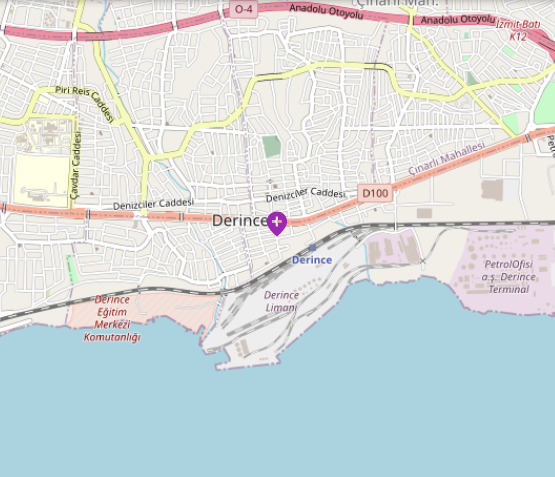 Çınarlı Mah.
O-4
Anadolu Otoyolu
Anadolu Otoyolu
İzmit Batı
K12
Piri Reis Caddesi
Çavdar Caddesi
Çınarlı Mahallesi
Denizciler Caddesi
Denizciler Caddesi
D100
Derince
Derince
Derince
Limanı
Derince
Eğitim
Merkezi
Komutanlığı
PetrolOfisi
a.ş. Derince
Terminal